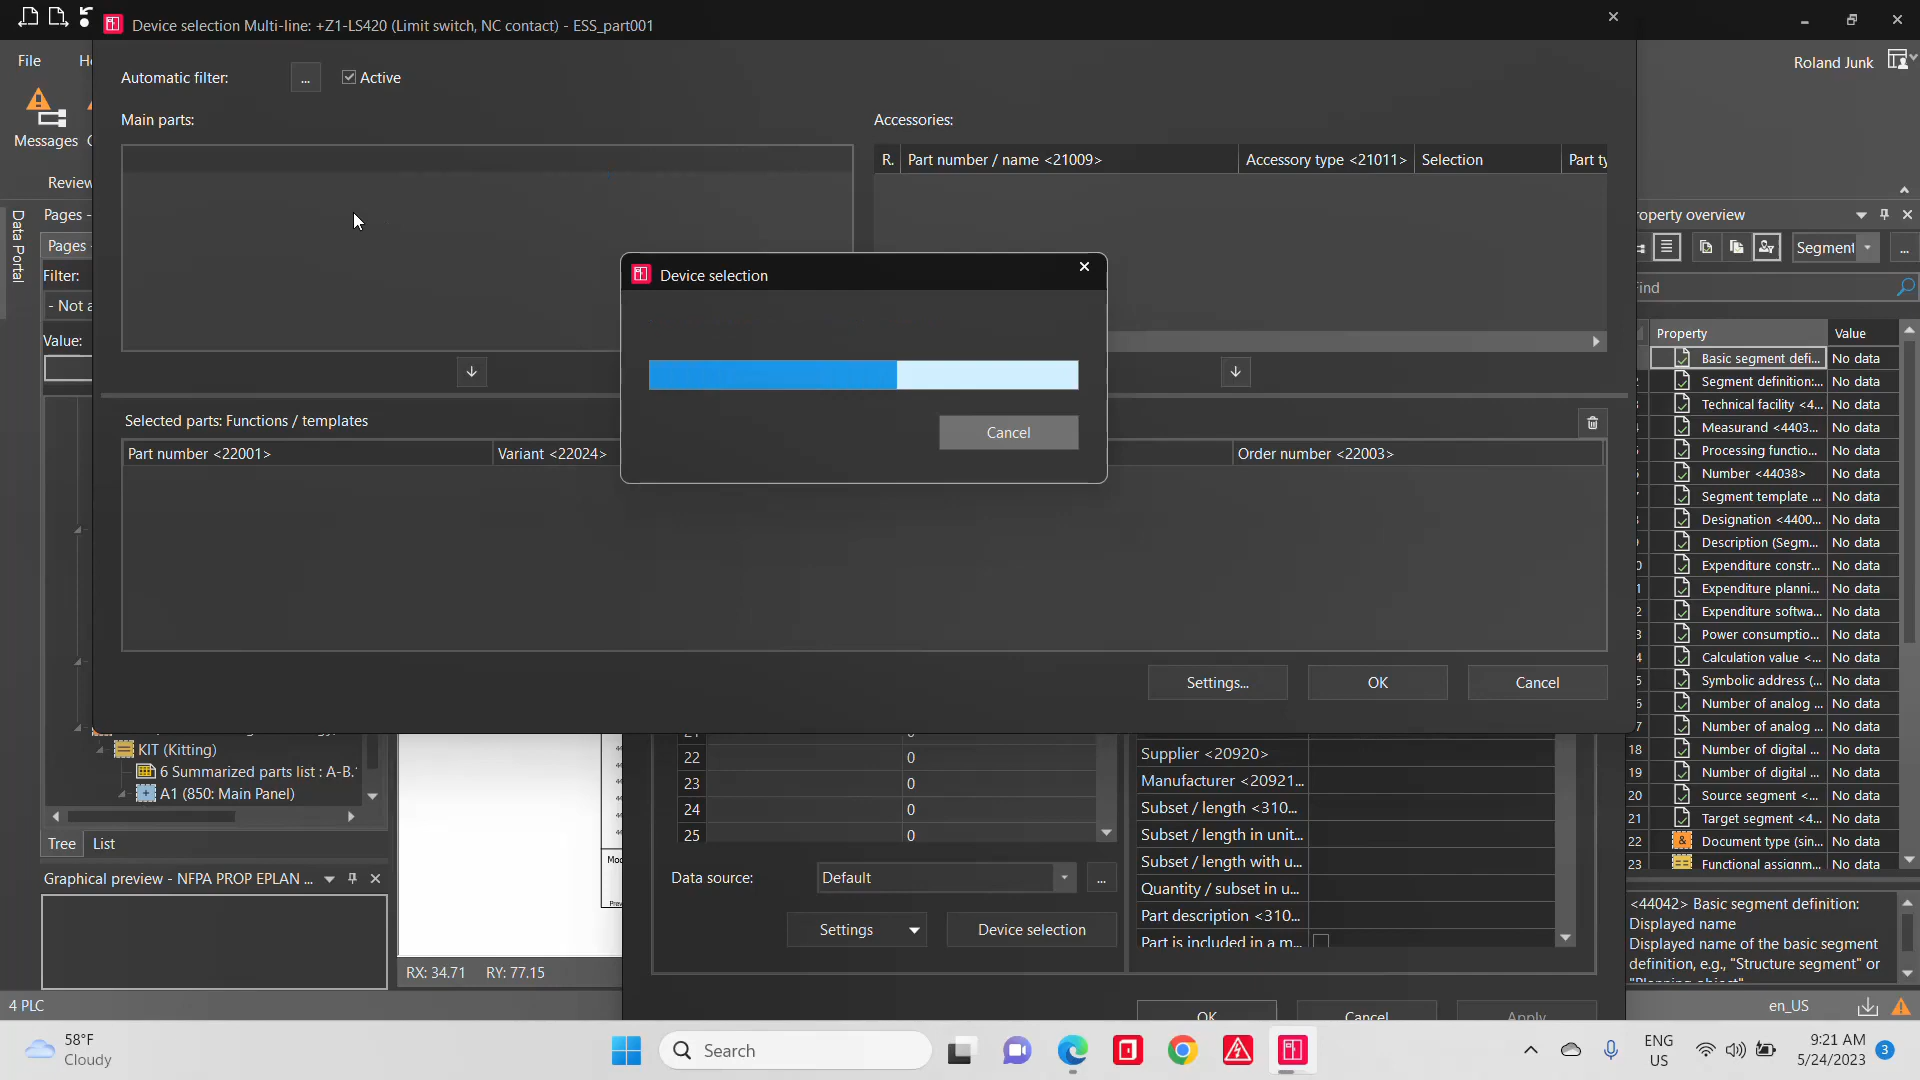 Device selection Multi-line: +Z1-LS420 (Limit switch, NC contact) - ESS_part001
File
Roland Junk
Automatic filter:
...
Active
Messages
Review
Main parts:
Accessories:
R.
Part number / name <21009>
Accessory type <21011>
Selection
Part ty
Data Portal
Pages -
Pages -
Filter:
- Not a
Value:
Device selection
Cancel
Selected parts: Functions / templates
Part number <22001>
Variant <22024>
Order number <22003>
Settings...
OK
Cancel
operty overview
Segment
...
ind
Property
Value
Basic segment defi... No data
Segment definition:... No data
Technical facility <4... No data
Measurand <4403... No data
Processing functio... No data
Number <44038> No data
Segment template ... No data
Designation <4400... No data
Description (Segm... No data
Expenditure constr... No data
Expenditure planni... No data
Expenditure softwa... No data
Power consumptio... No data
Calculation value <... No data
Symbolic address (... No data
Number of analog ... No data
Number of analog ... No data
18 Number of digital ... No data
19 Number of digital ... No data
20 Source segment <... No data
21 Target segment <4... No data
22 Document type (sin... No data
23 Functional assignm... No data
<44042> Basic segment definition:
Displayed name
Displayed name of the basic segment
definition, e.g., "Structure segment" or
KIT (Kitting)
6 Summarized parts list : A-B.
A1 (850: Main Panel)
Tree
List
Graphical preview - NFPA PROP EPLAN ...
RX: 34.71
RY: 77.15
22 0
23 0
24 0
25 0
Data source:
Default
...
Settings
Device selection
Supplier <20920>
Manufacturer <20921...
Subset / length <310...
Subset / length in unit...
Subset / length with u...
Quantity / subset in u...
Part description <310...
Part is included in a m...
OK
Cancel
Apply
4 PLC
en_US
58°F
Cloudy
Search
ENG
US
9:21 AM
5/24/2023
3